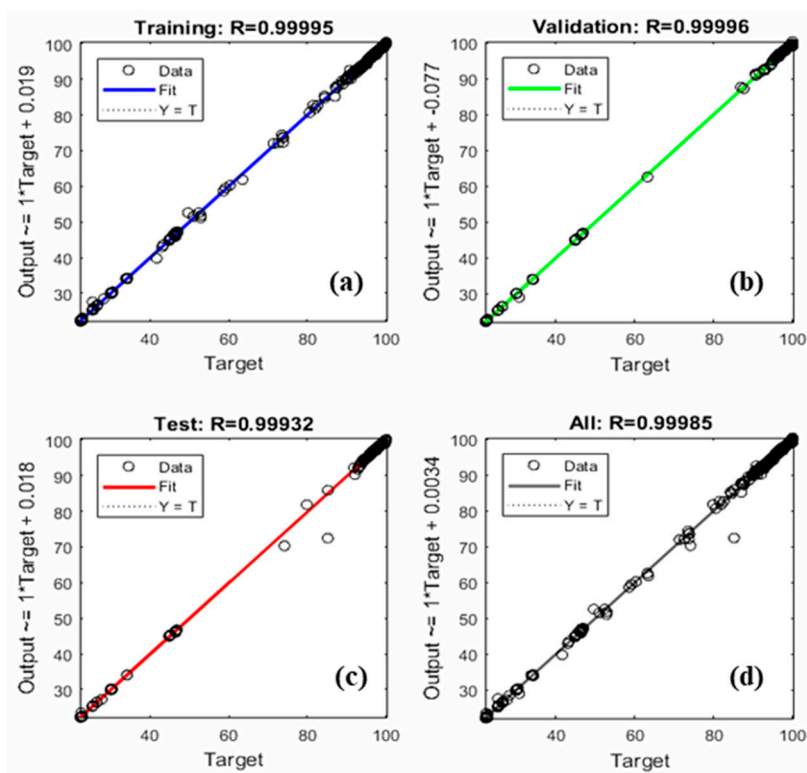 Training: R=0.99995
Output ~= 1*Target + 0.019
100
90
80
70
60
50
40
30
Data
Fit
Y = T
(a)
40
60
80
100
Target
Validation: R=0.99996
Output ~= 1*Target + -0.077
100
90
80
70
60
50
40
30
Data
Fit
Y = T
(b)
40
60
80
100
Target
Test: R=0.99932
Output ~= 1*Target + 0.018
100
90
80
70
60
50
40
30
Data
Fit
Y = T
(c)
40
60
80
100
Target
All: R=0.99985
Output ~= 1*Target + 0.0034
100
90
80
70
60
50
40
30
Data
Fit
Y = T
(d)
40
60
80
100
Target